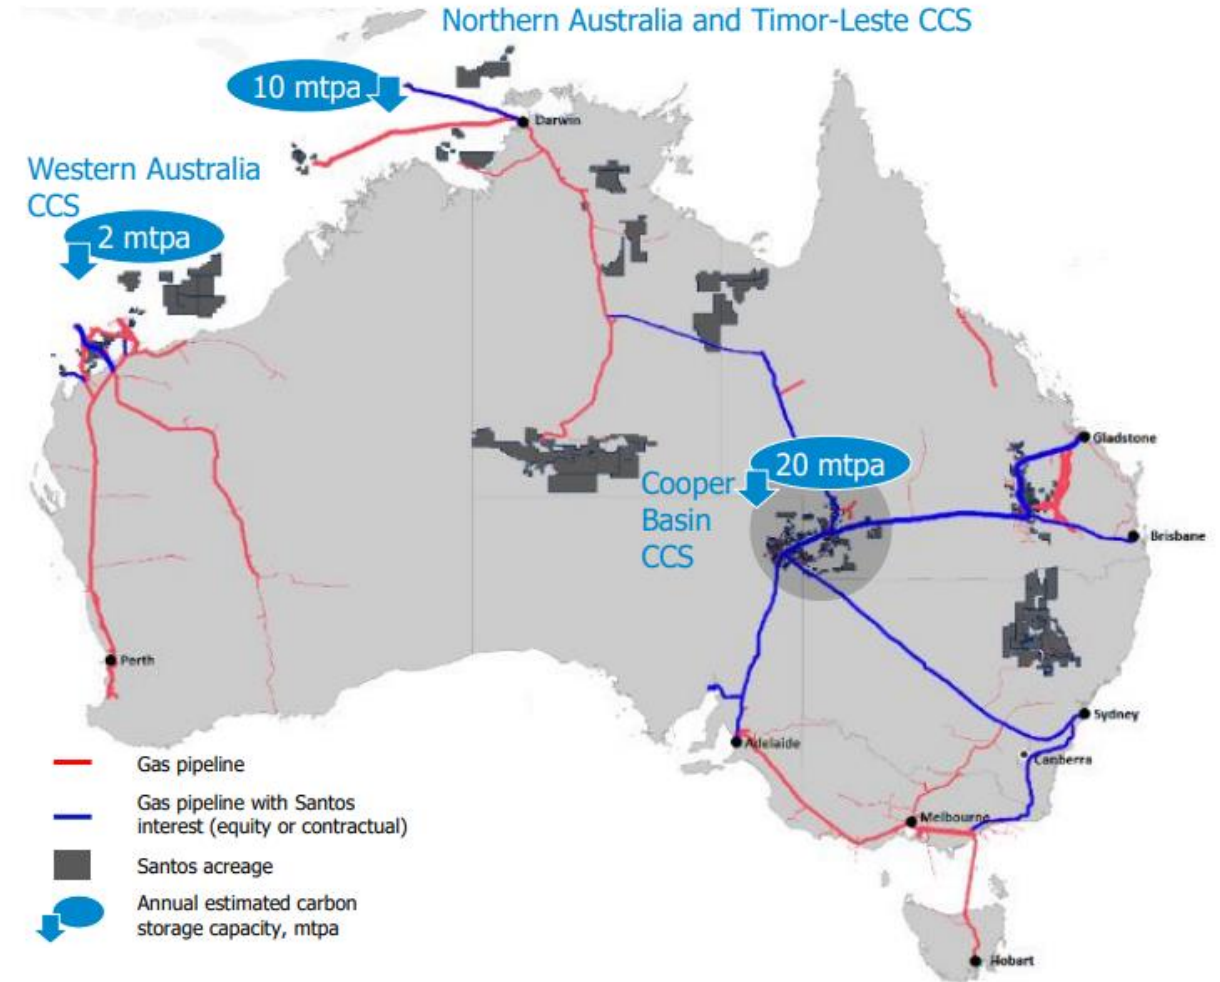 Northern Australia and Timor-Leste CCS
10 mtpa
Darwin
Western Australia
CCS
2 mtpa
Gladstone
20 mtpa
Cooper
Basin
CCS
Brisbane
Perth
Sydney
Adelaide
Canberra
Melbourne
Hobart
Gas pipeline
Gas pipeline with Santos
interest (equity or contractual)
Santos acreage
Annual estimated carbon
storage capacity, mtpa